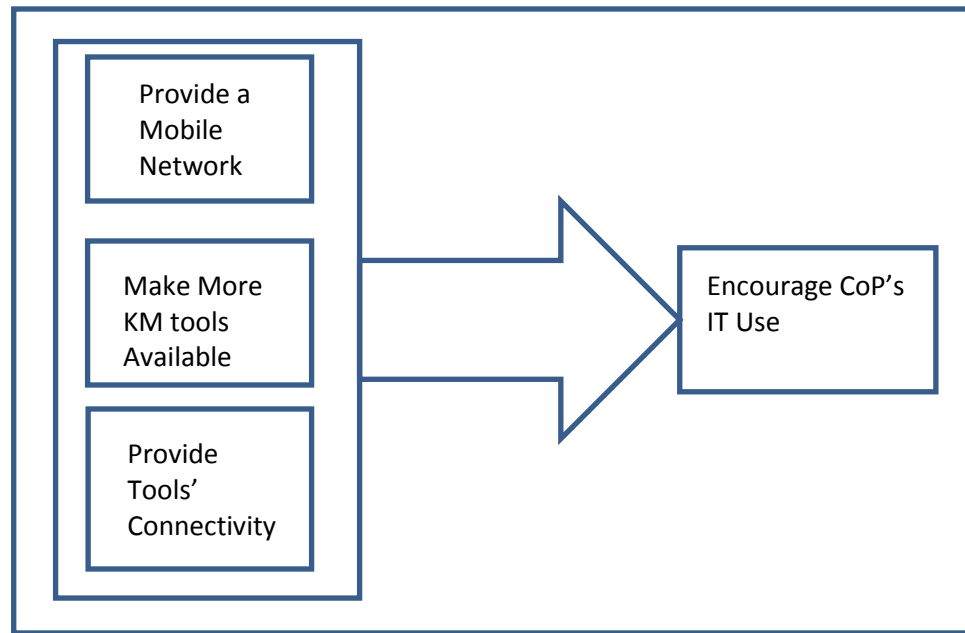 Provide a
Mobile
Network
Make More
KM tools
Available
Provide
Tools’
Connectivity
Encourage CoP’s
IT Use